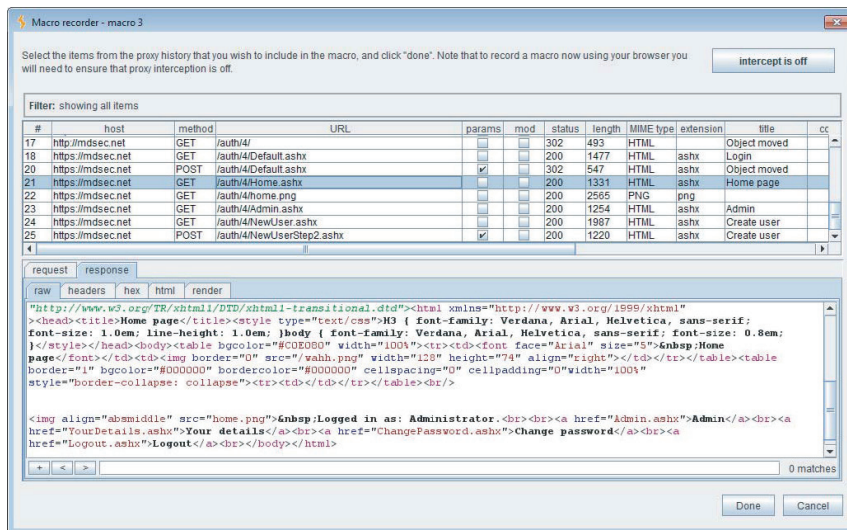 Macro recorder - macro 3
Select the items from the proxy history that you wish to include in the macro, and click "done". Note that to record a macro now using your browser you
will need to ensure that proxy interception is off.
intercept is off
Filter: showing all items
# host method URL params mod status length MIME type extension title
17 http://mdsec.net GET /auth/4/ 302 493 HTML Object moved
18 https://mdsec.net GET /auth/4/Default.ashx 200 1477 HTML ashx Login
20 https://mdsec.net POST /auth/4/Default.ashx 302 547 HTML ashx Object moved
21 https://mdsec.net GET /auth/4/Home.ashx 200 1331 HTML ashx Home page
22 https://mdsec.net GET /auth/4/home.png 200 2565 PNG png
23 https://mdsec.net GET /auth/4/Admin.ashx 200 1254 HTML ashx Admin
24 https://mdsec.net GET /auth/4/NewUser.ashx 200 1987 HTML ashx Create user
25 https://mdsec.net POST /auth/4/NewUserStep2.ashx 200 1220 HTML ashx Create user
request response
raw headers hex html render
"http://www.w3.org/TR/xhtml1/DTD/xhtml1-transitional.dtd"><html xmlns="http://www.w3.org/1999/xhtml"
><head><title>Home page</title><style type="text/css">H3 { font-family: Verdana, Arial, Helvetica, sans-serif;
font-size: 1.0em; line-height: 1.0em; }body { font-family: Verdana, Arial, Helvetica, sans-serif; font-size: 0.8em;
}</style></head><body><table bgcolor="#C0E080" width="100%"><tr><td><font face="Arial" size="5">&nbsp;Home
page</font></td><td><img border="0" src="/wahh.png" width="128" height="74" align="right"></td></tr></table><table
border="1" bgcolor="#000000" bordercolor="#000000" cellspacing="0" cellpadding="0"width="100%"
style="border-collapse: collapse"><tr><td></td></tr></table><br/>
<img align="absmiddle" src="home.png">&nbsp;Logged in as: Administrator.<br><br><a href="Admin.ashx">Admin</a><br><a
href="YourDetails.ashx">Your details</a><br><a href="ChangePassword.ashx">Change password</a><br><a
href="Logout.ashx">Logout</a><br></body></html>
+ < > 0 matches
Done Cancel